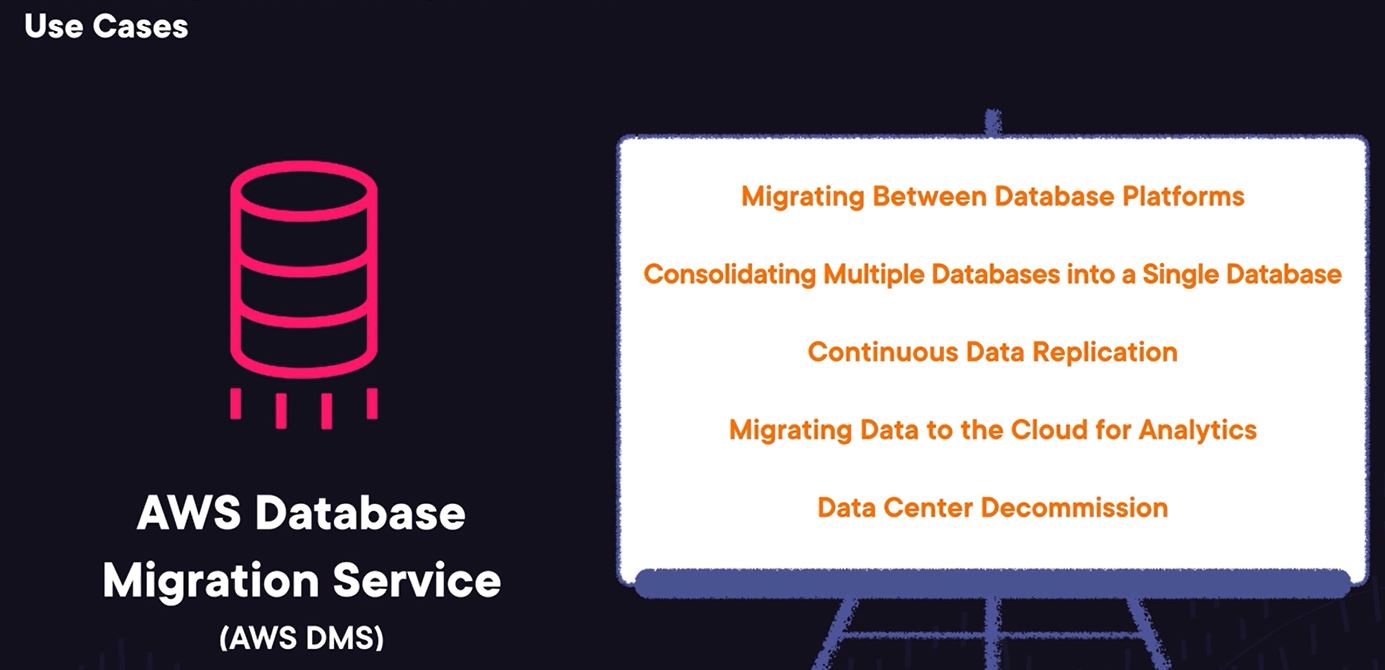 Use Cases
AWS Database
Migration Service
(AWS DMS)
Migrating Between Database Platforms
Consolidating Multiple Databases into a Single Database
Continuous Data Replication
Migrating Data to the Cloud for Analytics
Data Center Decommission